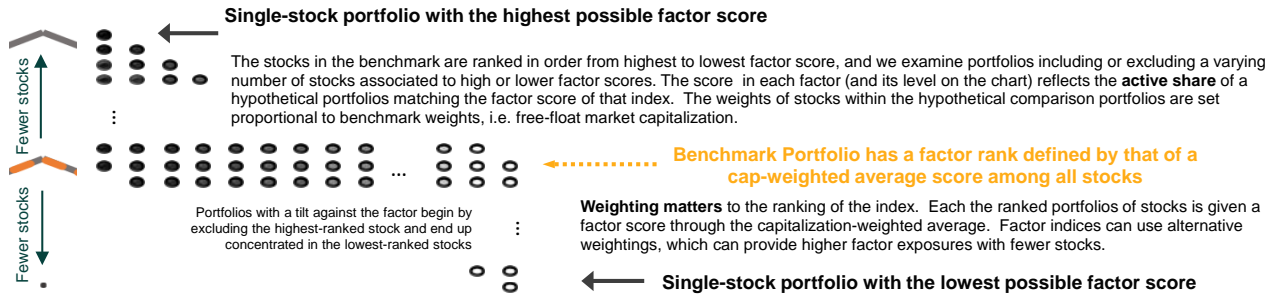 Single-stock portfolio with the highest possible factor score
Fewer stocks
The stocks in the benchmark are ranked in order from highest to lowest factor score, and we examine portfolios including or excluding a varying
number of stocks associated to high or lower factor scores. The score in each factor (and its level on the chart) reflects the active share of a
hypothetical portfolios matching the factor score of that index. The weights of stocks within the hypothetical comparison portfolios are set
proportional to benchmark weights, i.e. free-float market capitalization.
...
...
Benchmark Portfolio has a factor rank defined by that of a
cap-weighted average score among all stocks
Fewer stocks
Portfolios with a tilt against the factor begin by
excluding the highest-ranked stock and end up
concentrated in the lowest-ranked stocks
...
Weighting matters to the ranking of the index. Each the ranked portfolios of stocks is given a
factor score through the capitalization-weighted average. Factor indices can use alternative
weightings, which can provide higher factor exposures with fewer stocks.
Single-stock portfolio with the lowest possible factor score